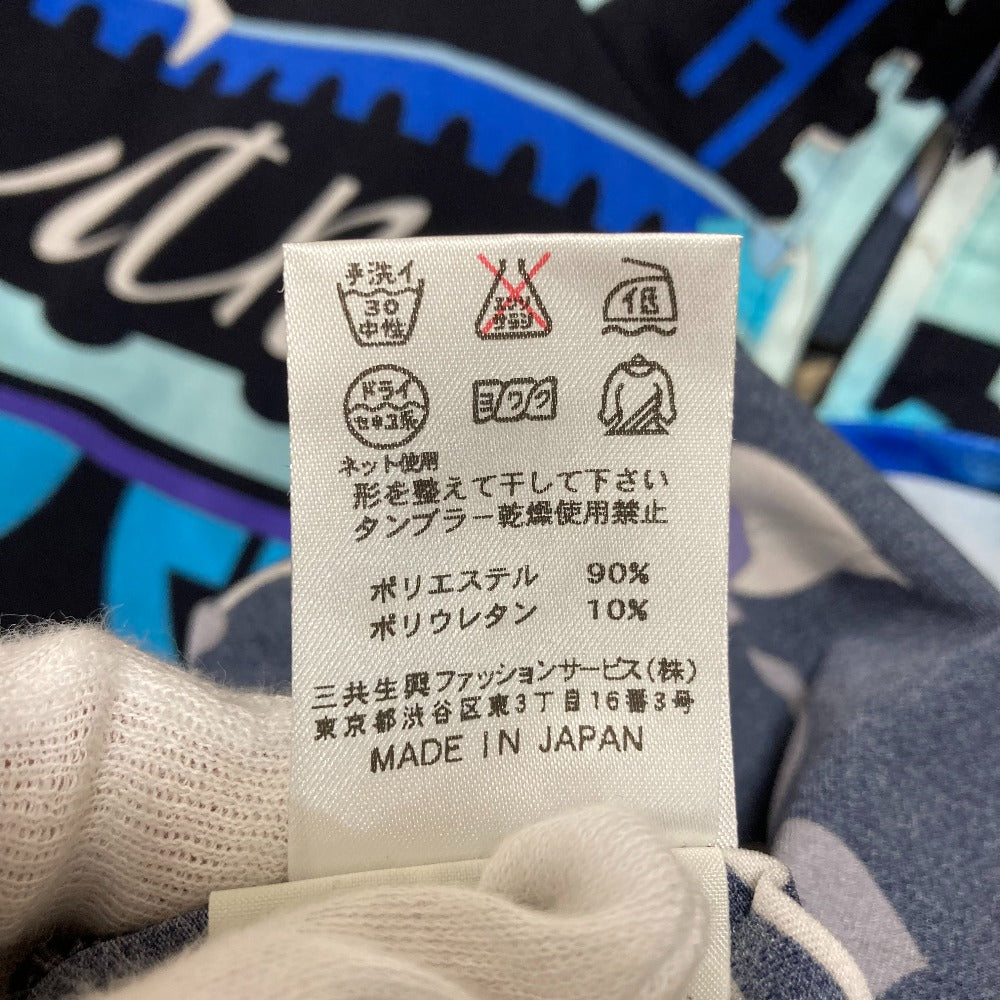 手洗イ
30
中性
エンソ
サラシ
低
ドライ
セキユ系
ヨワク
ネット使用
形を整えて干して下さい
タンブラー乾燥使用禁止
ポリエステル 90%
ポリウレタン 10%
三共生興ファッションサービス(株)
東京都渋谷区東3丁目16番3号
MADE IN JAPAN